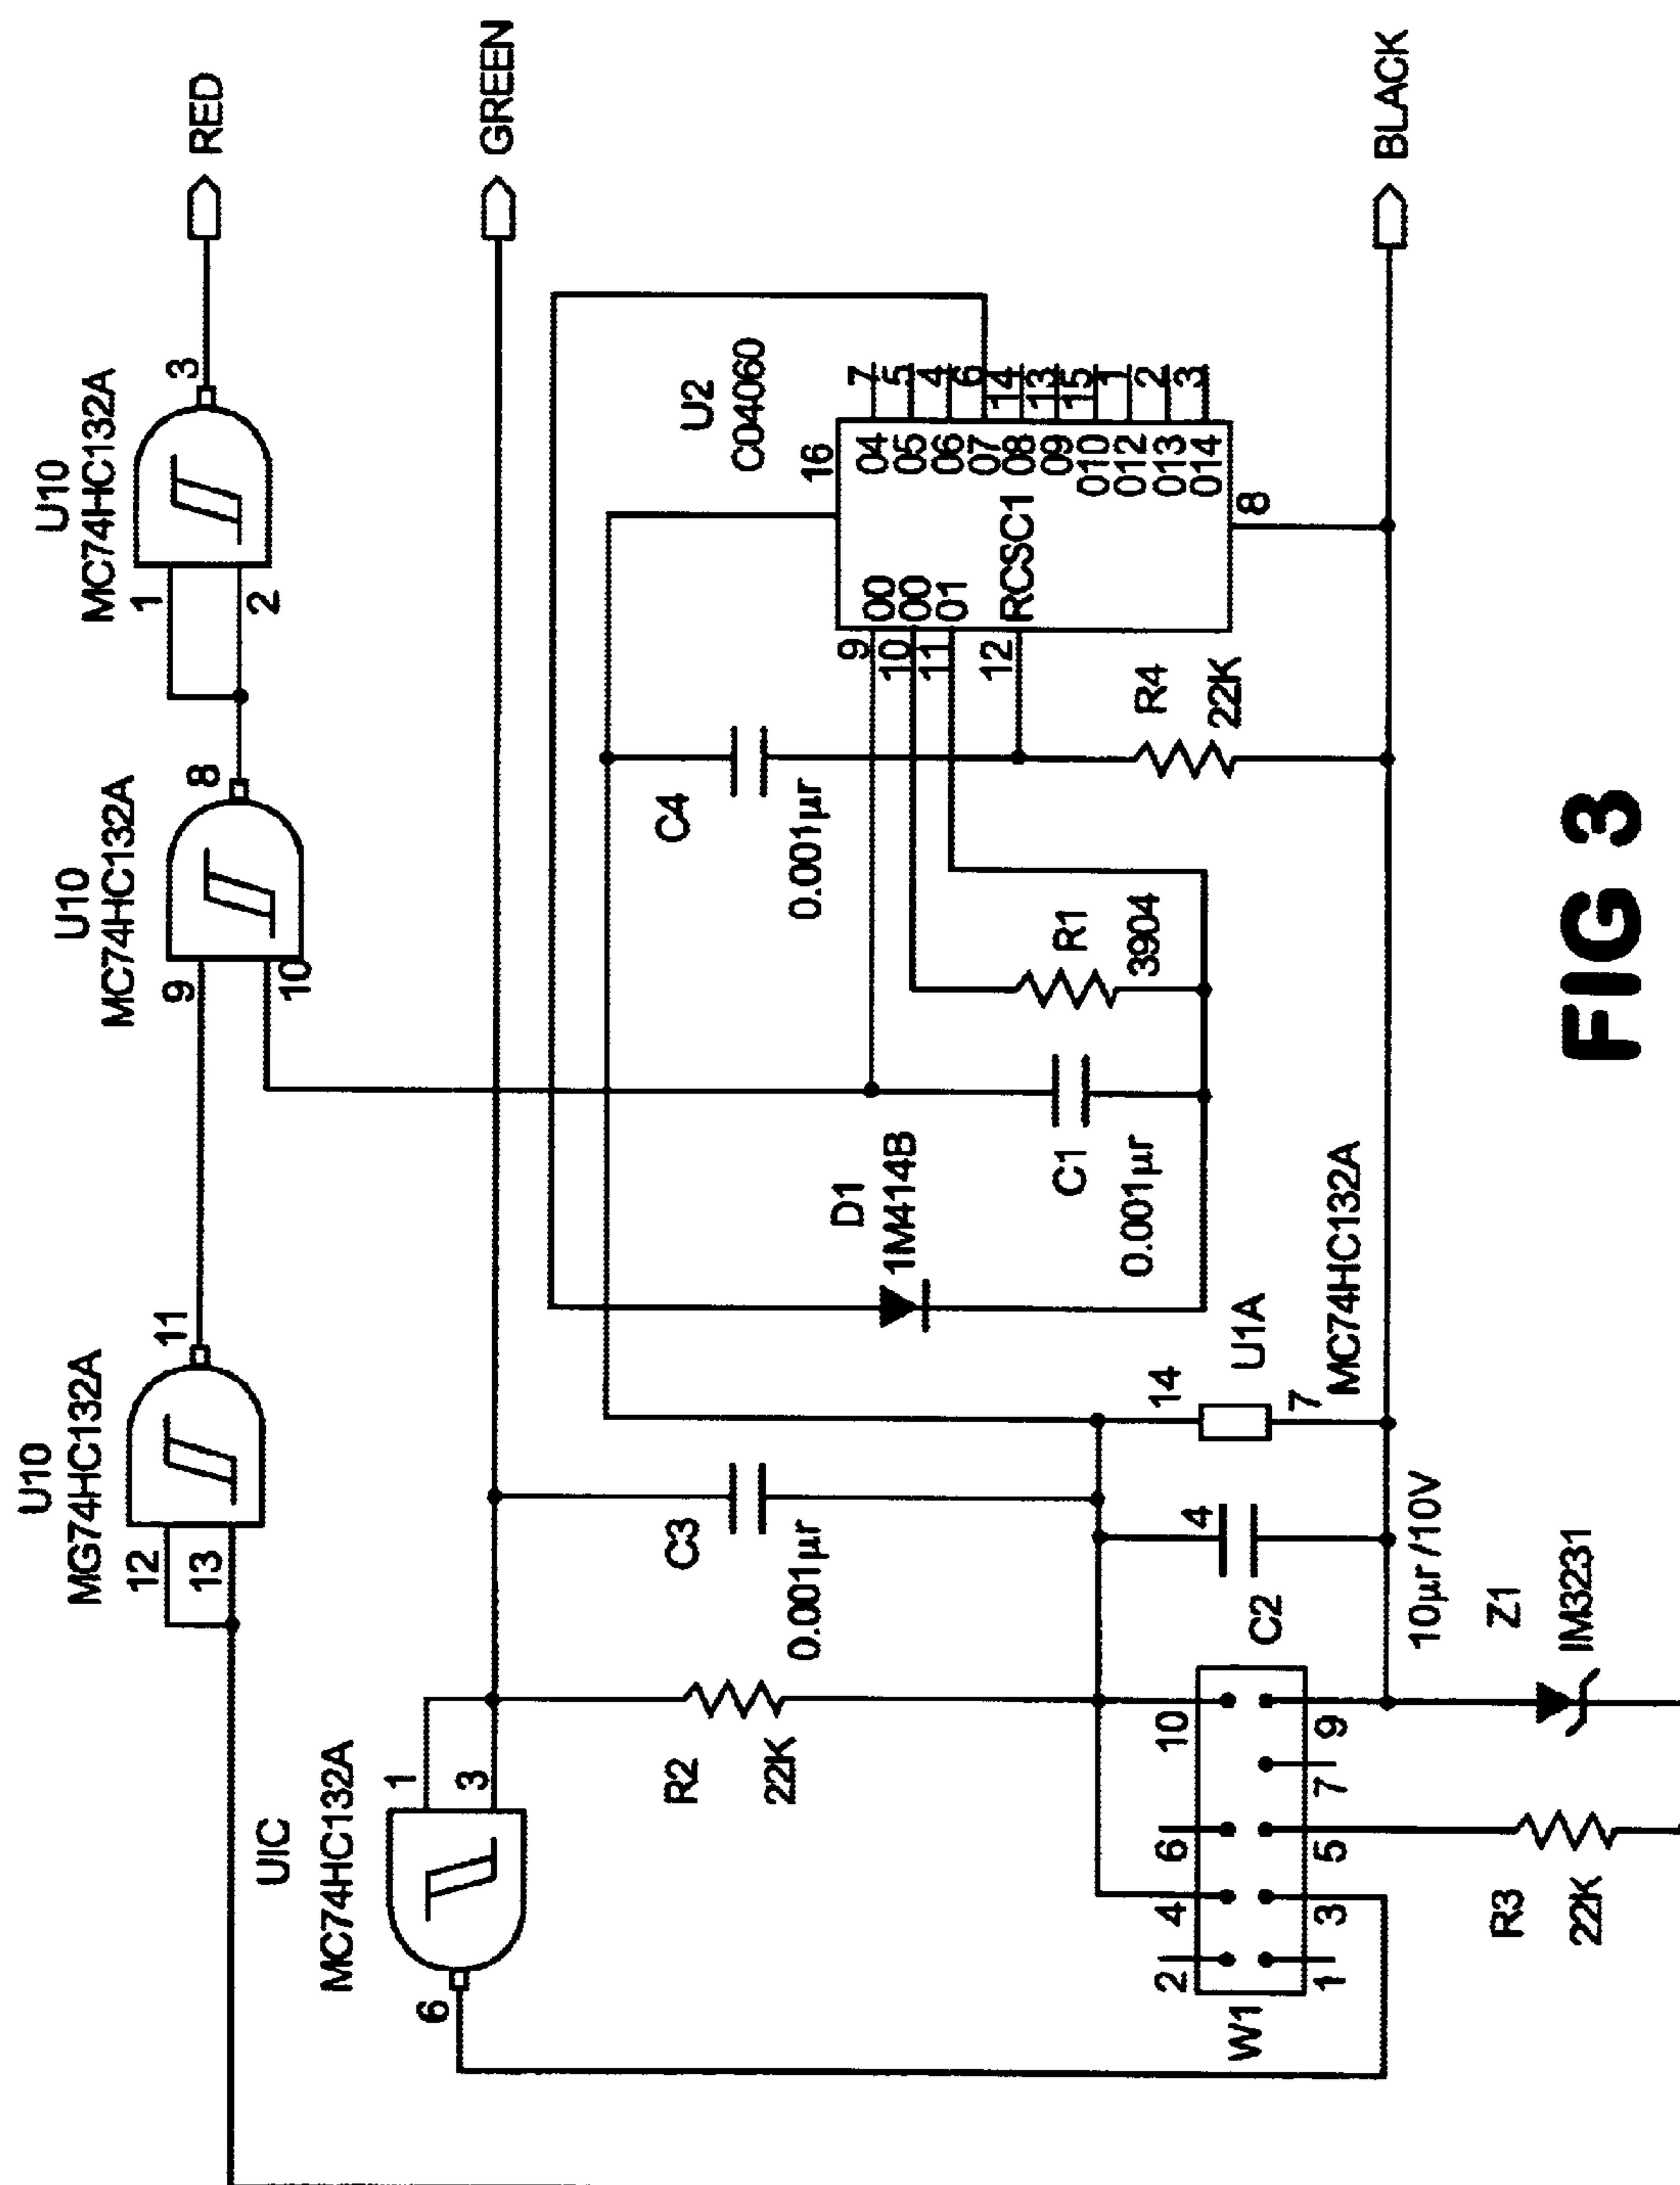 U10
MG74HC132A
12
13
11
U10
MC74HC132A
9
10
8
U10
MC74HC132A
1
2
3
RED
UIC
MC74HC132A
1
3
6
GREEN
R2
22K
C3
0.001µr
D1
1M414B
C1
0.001µr
R1
3904
C4
0.001µr
R4
22K
U2
C04060
16
9
10
11
12
00
00
01
RCSC1
04
05
06
07
08
09
010
012
013
014
7
5
4
6
14
13
15
1
2
3
8
14
U1A
7
MC74HC132A
4
C2
10µr/10V
W1
2
4
6
10
1
3
5
7
9
R3
22K
Z1
IM3231
BLACK
FIG 3